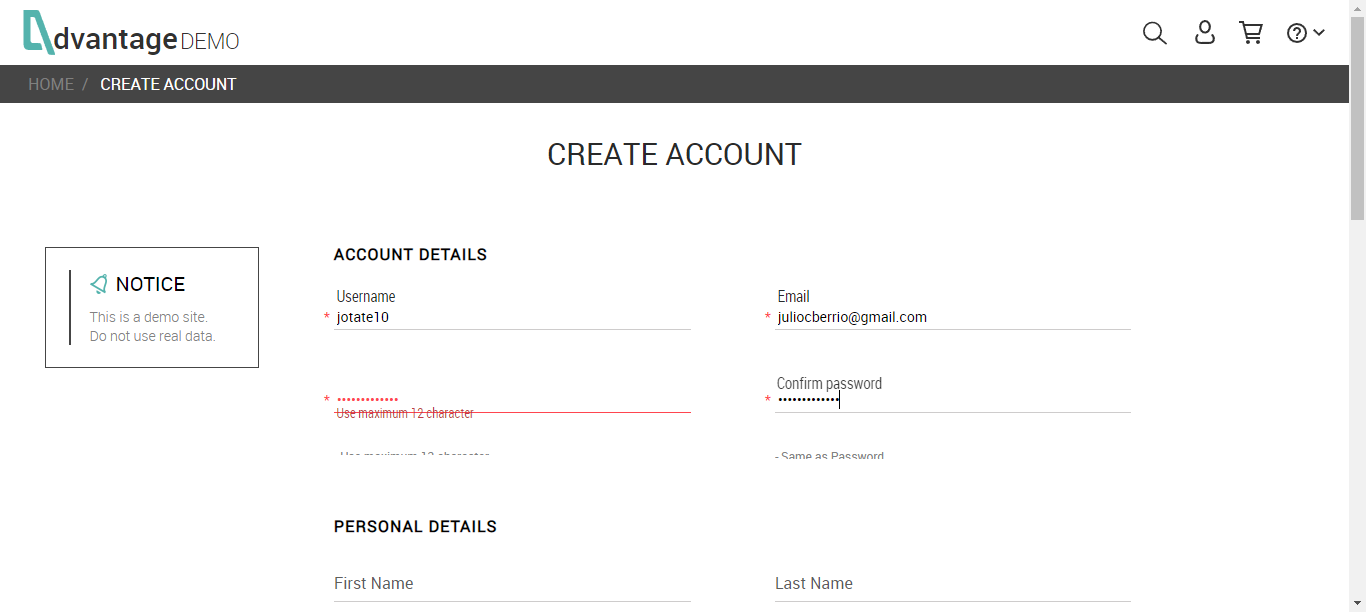 dvantage DEMO
HOME / CREATE ACCOUNT
CREATE ACCOUNT
NOTICE
This is a demo site.
Do not use real data.
ACCOUNT DETAILS
Username
* jotate10
Email
* juliocberrio@gmail.com
* •••••••••••••
Use maximum 12 character
- Use maximum 12 character
Confirm password
* •••••••••••••
- Same as Password
PERSONAL DETAILS
First Name
Last Name